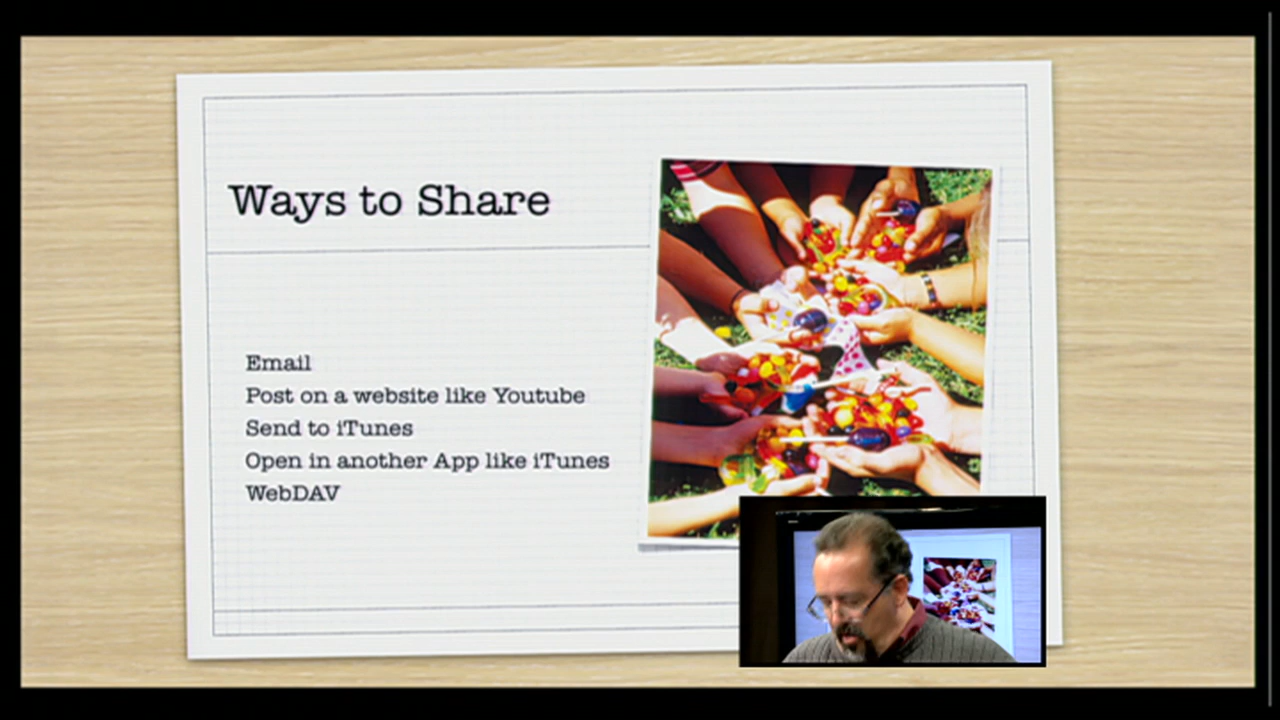 Ways to Share
Email
Post on a website like Youtube
Send to iTunes
Open in another App like iTunes
WebDAV